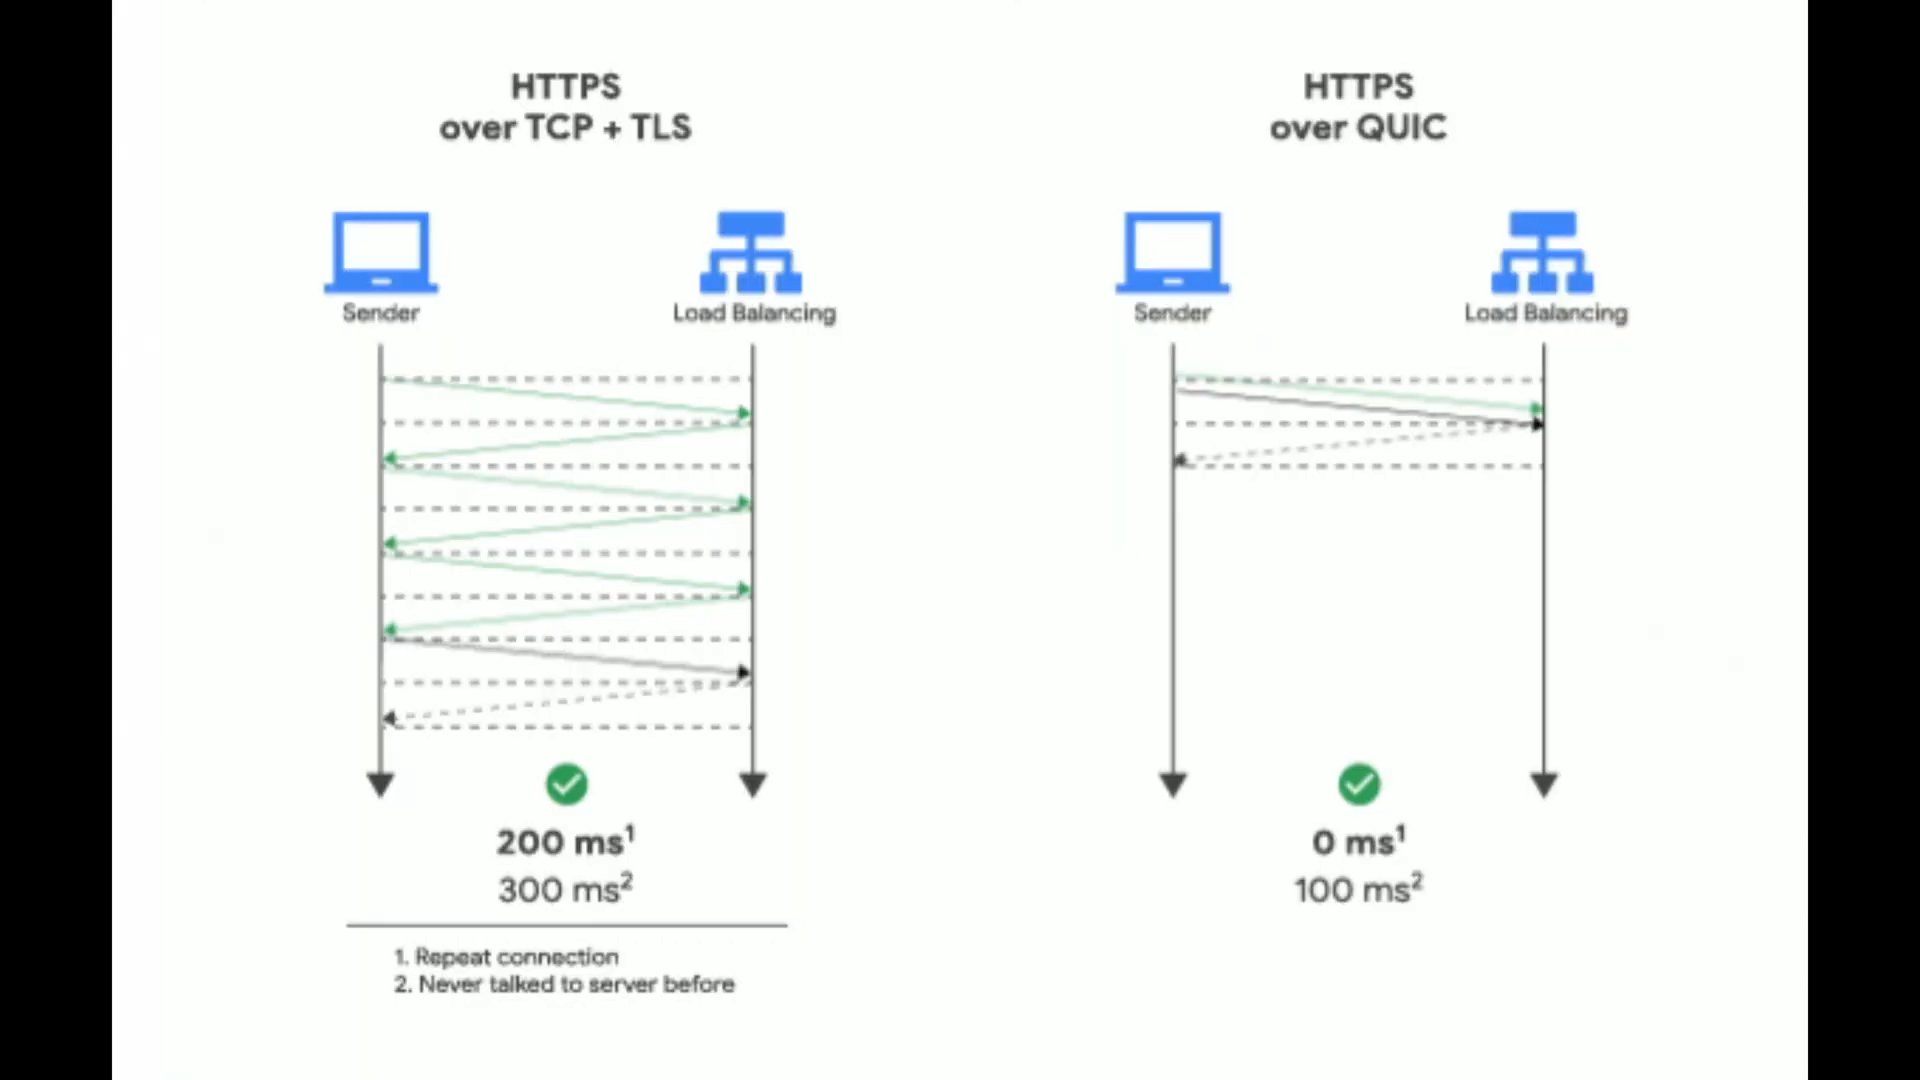 HTTPS
over TCP + TLS
Sender
Load Balancing
200 ms¹
300 ms²
1. Repeat connection
2. Never talked to server before
HTTPS
over QUIC
Sender
Load Balancing
0 ms¹
100 ms²